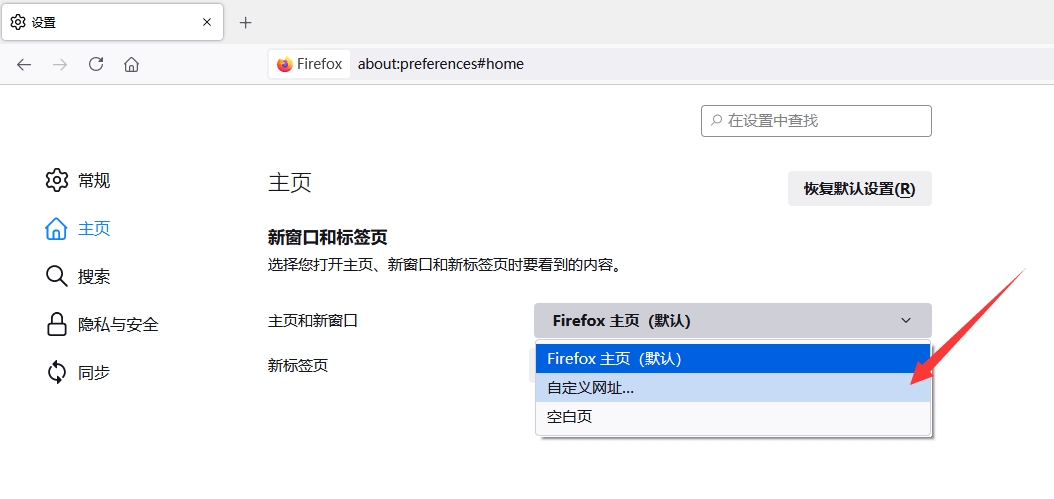 设置
Firefox about:preferences#home
在设置中查找
常规
主页
搜索
隐私与安全
同步
主页
恢复默认设置(R)
新窗口和标签页
选择您打开主页、新窗口和新标签页时要看到的内容。
主页和新窗口
Firefox 主页（默认）
新标签页
Firefox 主页（默认）
自定义网址...
空白页